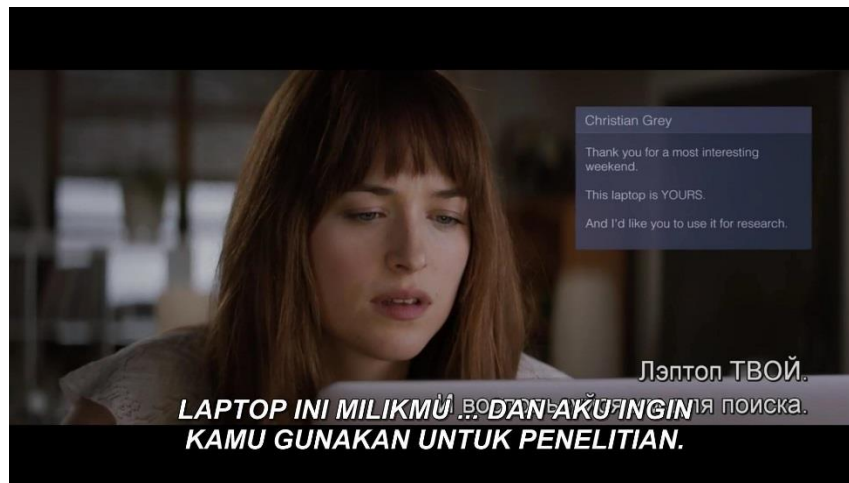 Christian Grey
Thank you for a most interesting
weekend.
This laptop is YOURS.
And I'd like you to use it for research.
Лэптоп ТВОЙ.
И поиска.
LAPTOP INI MILIKMU ... DAN AKU INGIN
KAMU GUNAKAN UNTUK PENELITIAN.